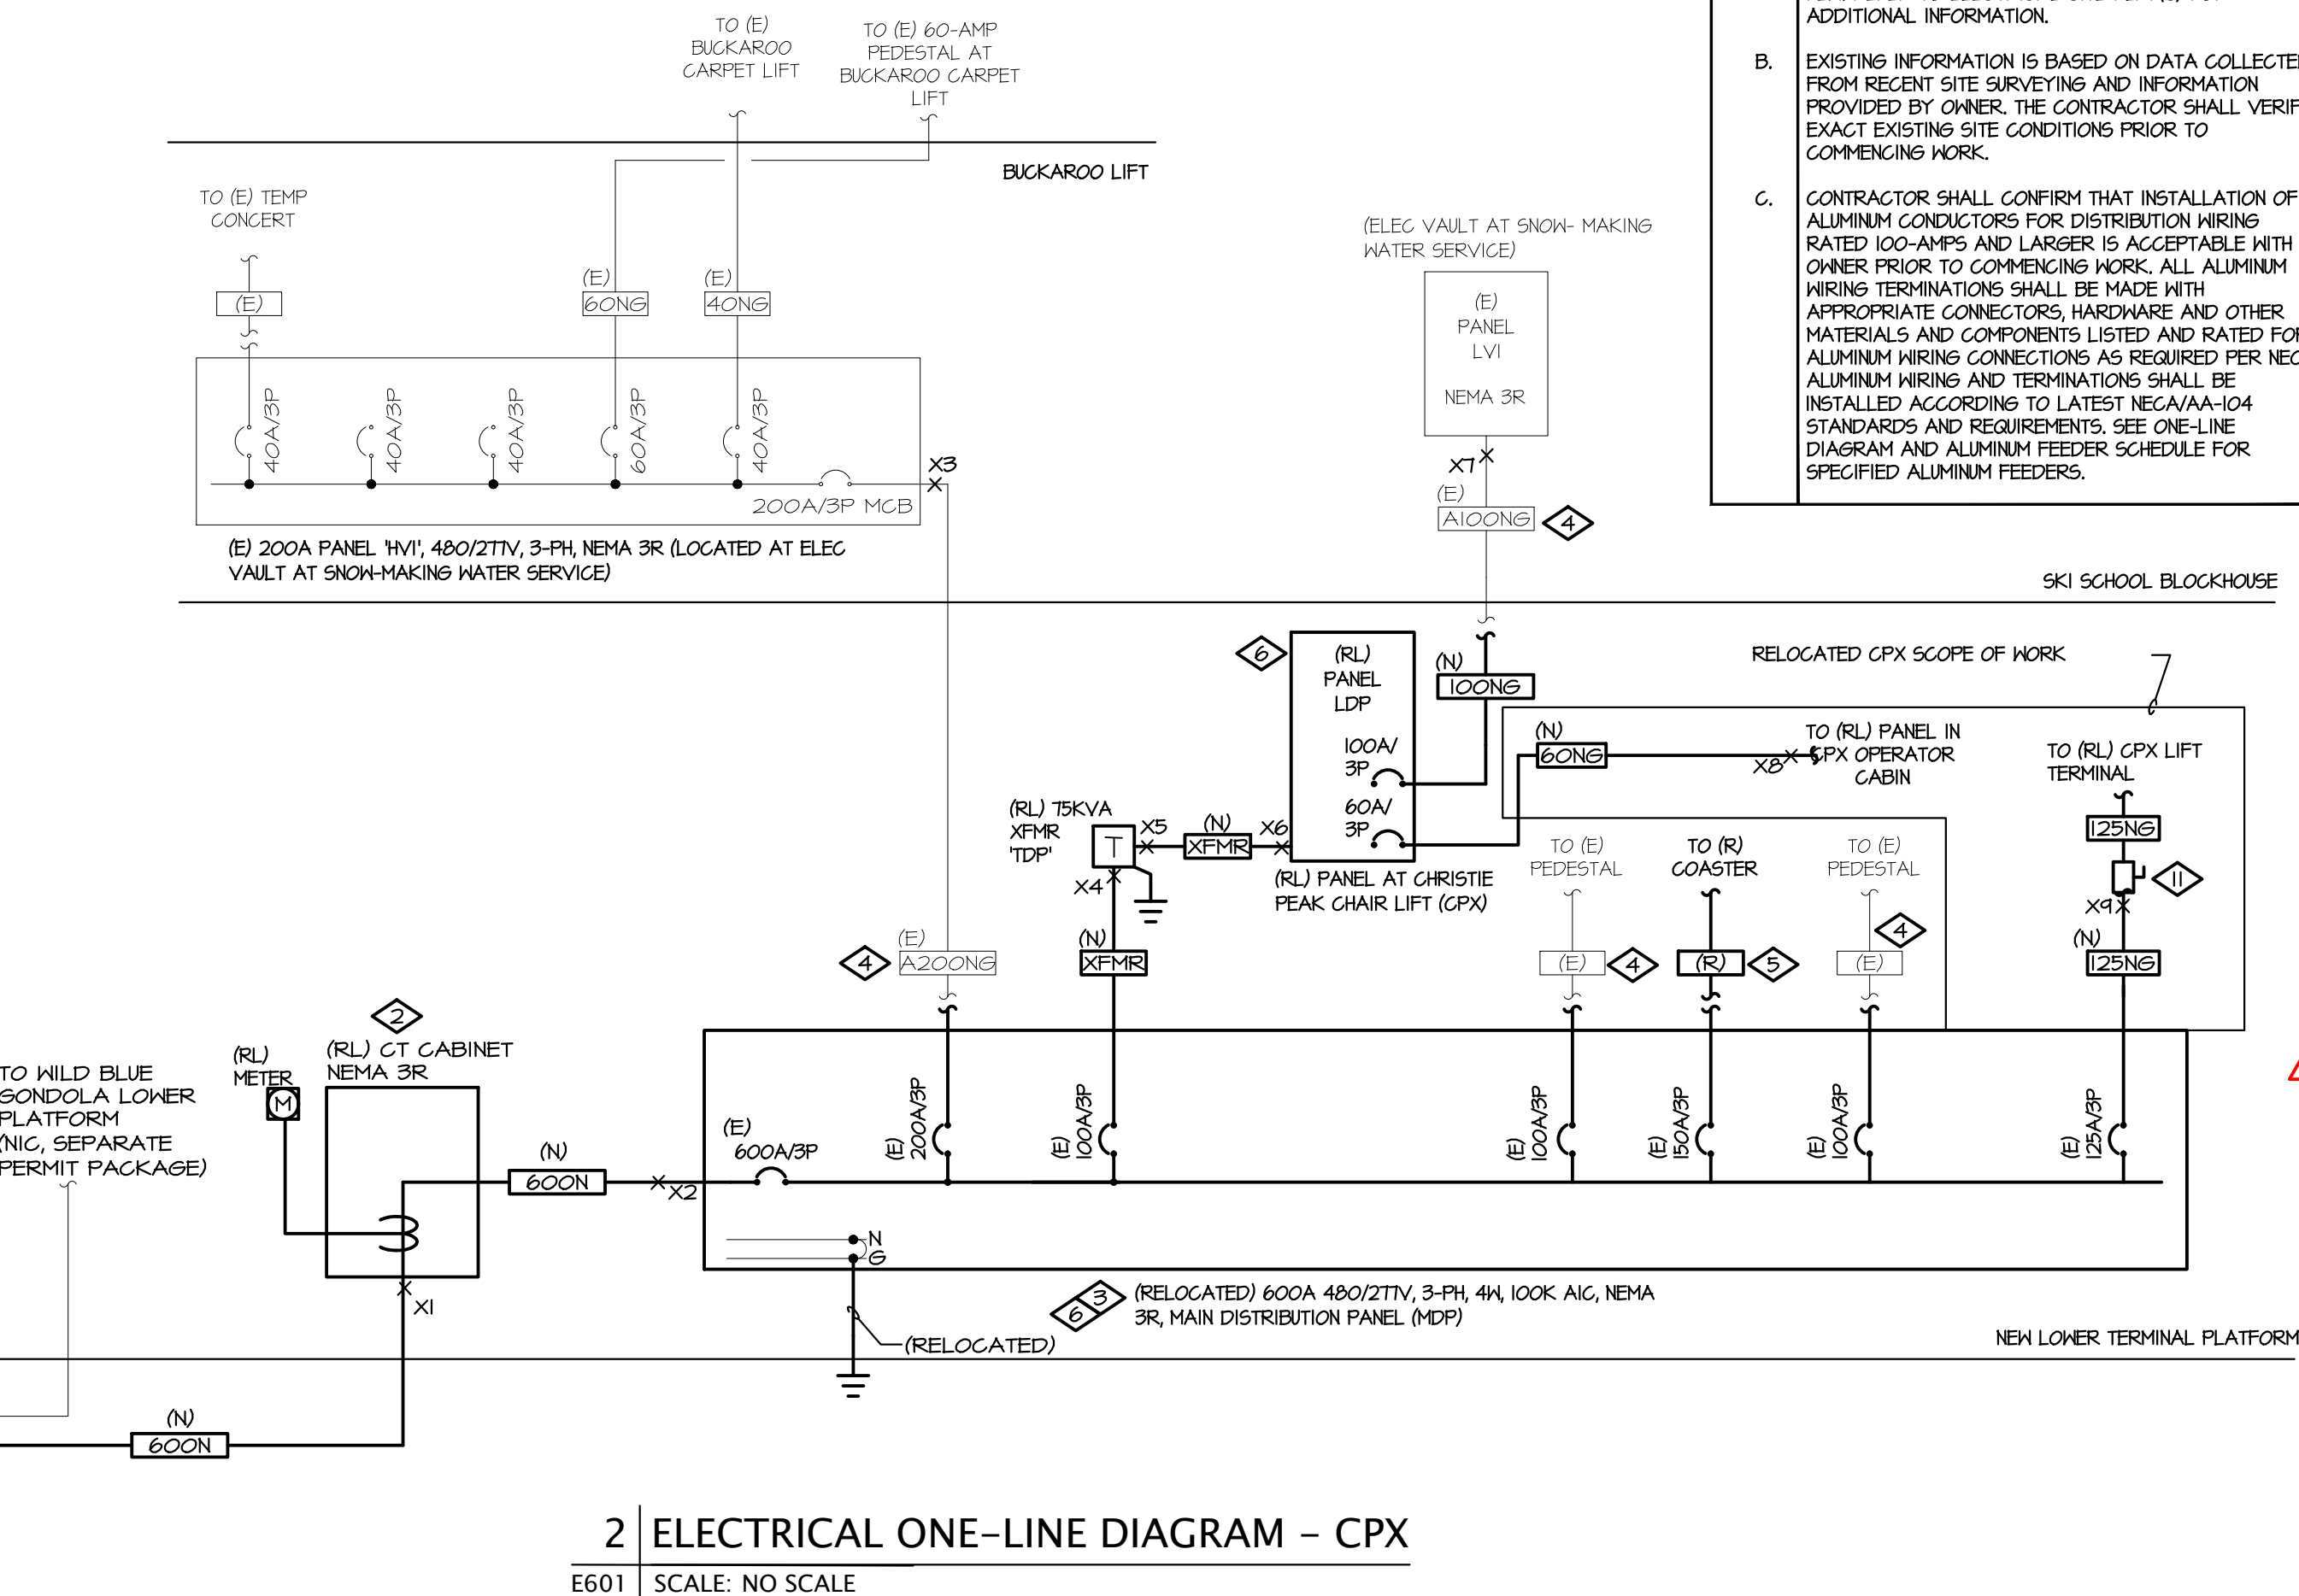 TO (E)
BUCKAROO
CARPET LIFT
TO (E) 60-AMP
PEDESTAL AT
BUCKAROO CARPET
LIFT
BUCKAROO LIFT
TO (E) TEMP
CONCERT
(E)
(E)
60NG
(E)
40NG
40A/3P
40A/3P
40A/3P
60A/3P
40A/3P
200A/3P MCB
X3
(E) 200A PANEL 'HV1', 480/277V, 3-PH, NEMA 3R (LOCATED AT ELEC
VAULT AT SNOW-MAKING WATER SERVICE)
(ELEC VAULT AT SNOW- MAKING
WATER SERVICE)
(E)
PANEL
LV1
NEMA 3R
X7
(E)
A100NG
4
ADDITIONAL INFORMATION.
B.
EXISTING INFORMATION IS BASED ON DATA COLLECTE
FROM RECENT SITE SURVEYING AND INFORMATION
PROVIDED BY OWNER. THE CONTRACTOR SHALL VERIF
EXACT EXISTING SITE CONDITIONS PRIOR TO
COMMENCING WORK.
C.
CONTRACTOR SHALL CONFIRM THAT INSTALLATION OF
ALUMINUM CONDUCTORS FOR DISTRIBUTION WIRING
RATED 100-AMPS AND LARGER IS ACCEPTABLE WITH
OWNER PRIOR TO COMMENCING WORK. ALL ALUMINUM
WIRING TERMINATIONS SHALL BE MADE WITH
APPROPRIATE CONNECTORS, HARDWARE AND OTHER
MATERIALS AND COMPONENTS LISTED AND RATED FOR
ALUMINUM WIRING CONNECTIONS AS REQUIRED PER NEC
ALUMINUM WIRING AND TERMINATIONS SHALL BE
INSTALLED ACCORDING TO LATEST NECA/AA-104
STANDARDS AND REQUIREMENTS. SEE ONE-LINE
DIAGRAM AND ALUMINUM FEEDER SCHEDULE FOR
SPECIFIED ALUMINUM FEEDERS.
SKI SCHOOL BLOCKHOUSE
6
(RL)
PANEL
LDP
100A/
3P
60A/
3P
(N)
100NG
RELOCATED CPX SCOPE OF WORK
(N)
60NG
X8
TO (RL) PANEL IN
CPX OPERATOR
CABIN
TO (RL) CPX LIFT
TERMINAL
125NG
11
X9
(N)
125NG
(RL) 75KVA
XFMR
'TDP'
T
X5
(N)
XFMR
X6
X4
(RL) PANEL AT CHRISTIE
PEAK CHAIR LIFT (CPX)
TO (E)
PEDESTAL
(E)
4
TO (R)
COASTER
(R)
5
TO (E)
PEDESTAL
4
(E)
4
(E)
A200NG
(N)
XFMR
2
(RL) CT CABINET
NEMA 3R
(RL)
METER
M
TO WILD BLUE
GONDOLA LOWER
PLATFORM
(NIC, SEPARATE
PERMIT PACKAGE)
(N)
600N
X2
(E)
600A/3P
(E)
200A/3P
(E)
100A/3P
(E)
100A/3P
(E)
150A/3P
(E)
100A/3P
(E)
125A/3P
N
G
X1
6
3
(RELOCATED) 600A 480/277V, 3-PH, 4W, 100K AIC, NEMA
3R, MAIN DISTRIBUTION PANEL (MDP)
(RELOCATED)
NEW LOWER TERMINAL PLATFORM
(N)
600N
2
ELECTRICAL ONE-LINE DIAGRAM - CPX
E601
SCALE: NO SCALE